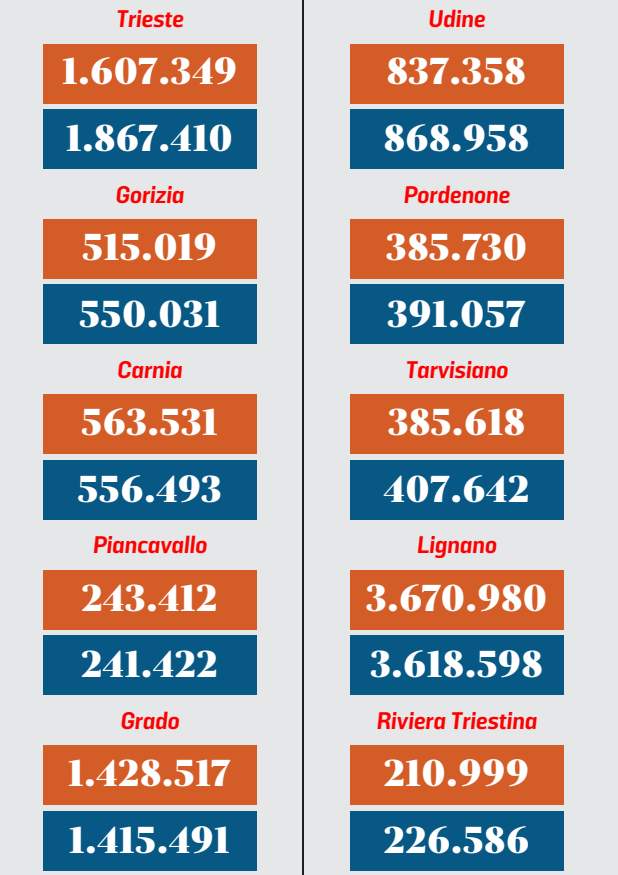 Trieste
1.607.349
1.867.410
Gorizia
515.019
550.031
Carnia
563.531
556.493
Piancavallo
243.412
241.422
Grado
1.428.517
1.415.491
Udine
837.358
868.958
Pordenone
385.730
391.057
Tarvisiano
385.618
407.642
Lignano
3.670.980
3.618.598
Riviera Triestina
210.999
226.586